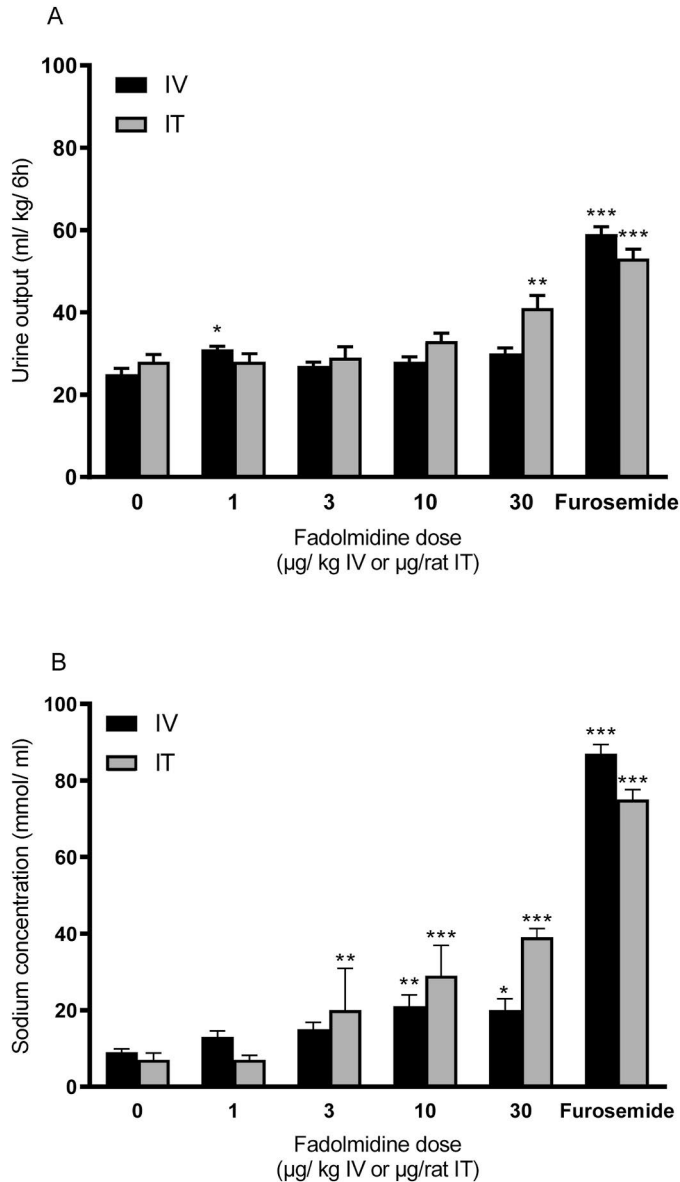 A
Urine output (ml/ kg/ 6h)
100
80
60
40
20
0
IV
IT
*
**
***
***
0 1 3 10 30 Furosemide
Fadolmidine dose
(µg/ kg IV or µg/rat IT)
B
Sodium concentration (mmol/ ml)
100
80
60
40
20
0
IV
IT
**
**
***
*
***
***
***
0 1 3 10 30 Furosemide
Fadolmidine dose
(µg/ kg IV or µg/rat IT)